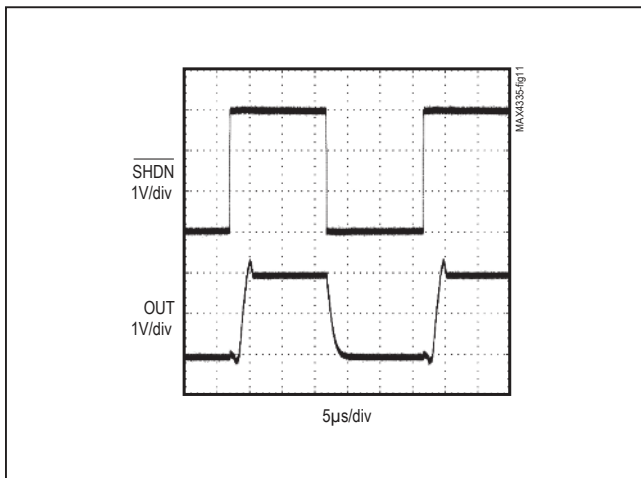 MAX4335-fig11
SHDN
1V/div
OUT
1V/div
5µs/div